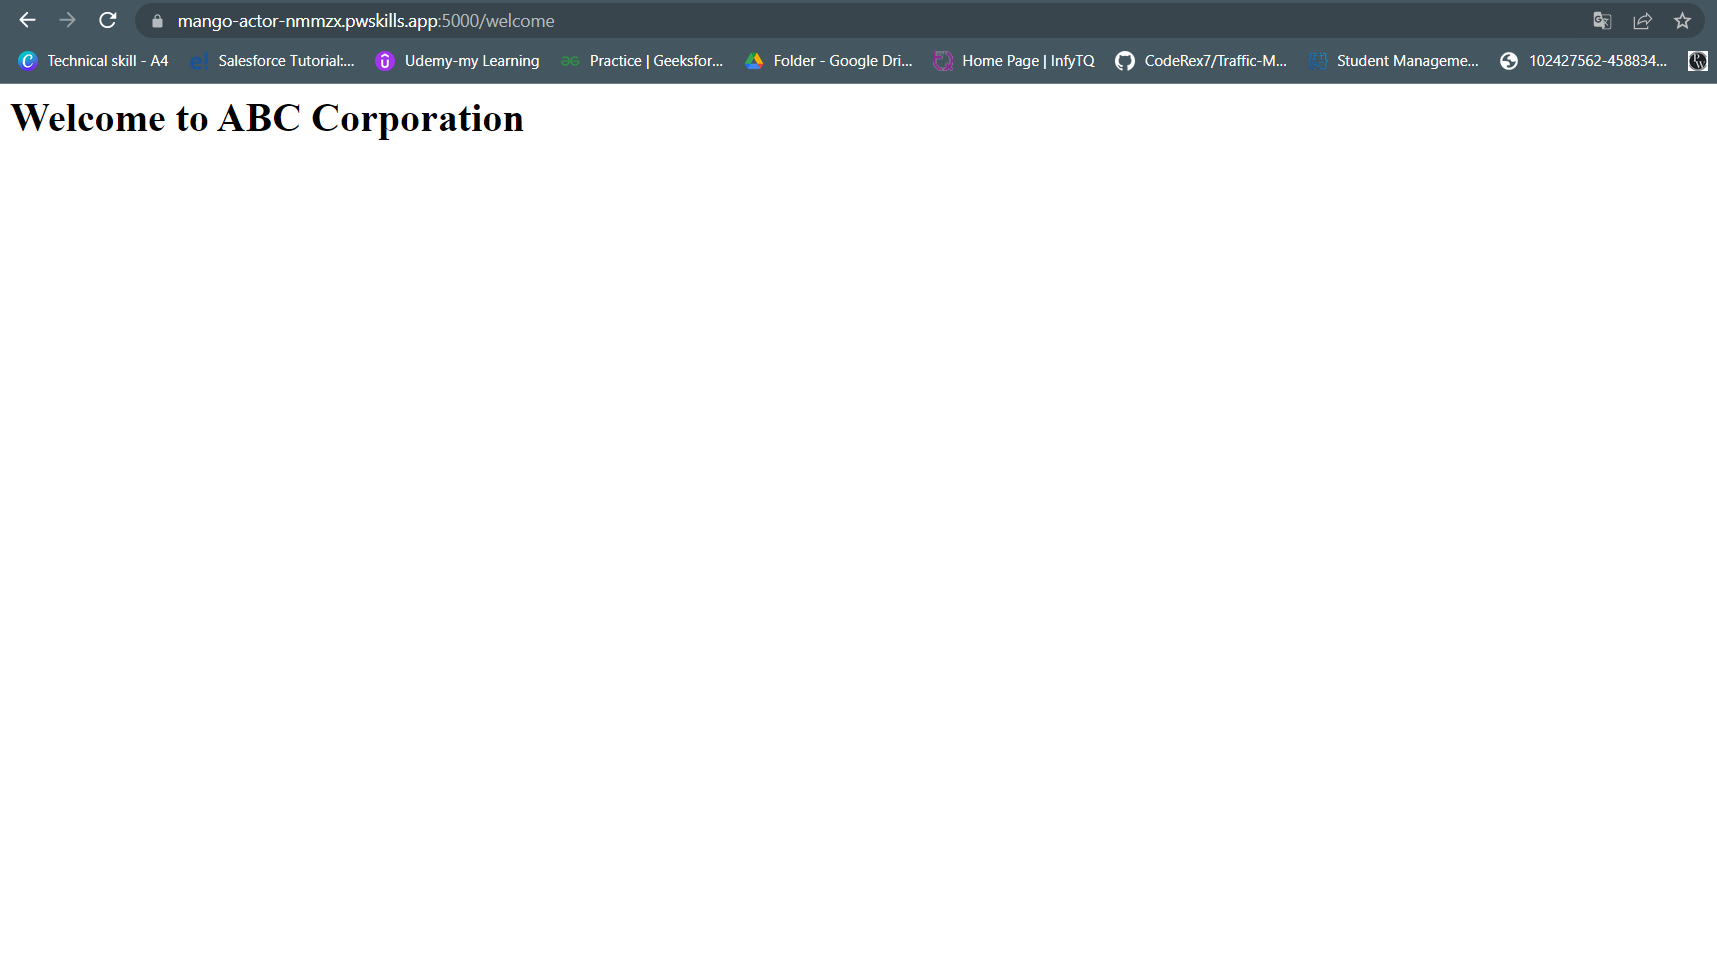 mango-actor-nmmzx.pwskills.app:5000/welcome
Technical skill - A4 Salesforce Tutorial:... Udemy-my Learning Practice | Geeksfor... Folder - Google Dri... Home Page | InfyTQ CodeRex7/Traffic-M... Student Manageme... 102427562-458834...
Welcome to ABC Corporation